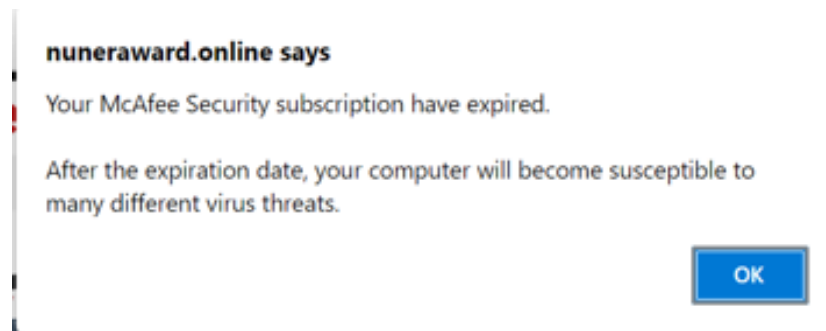 nuneraward.online says
Your McAfee Security subscription have expired.
After the expiration date, your computer will become susceptible to
many different virus threats.
OK